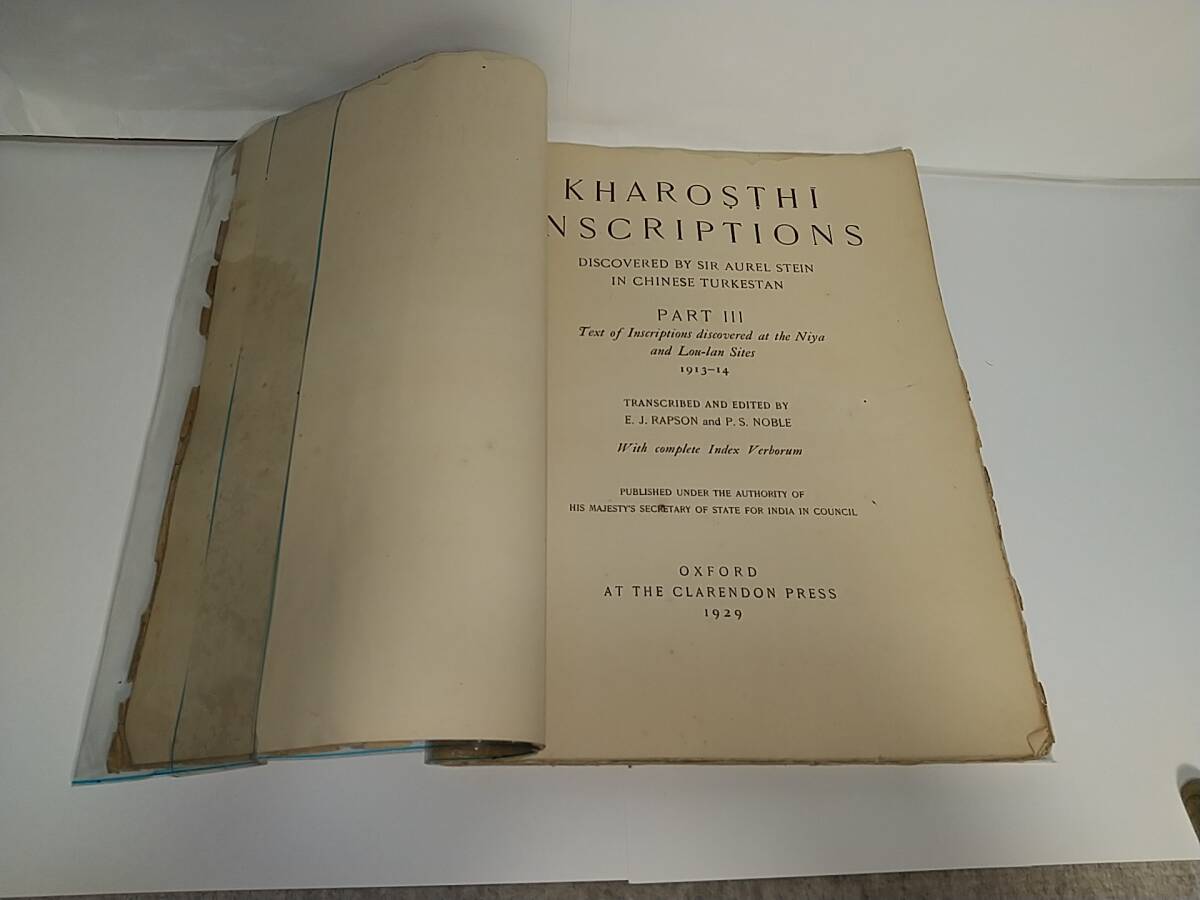 KHAROṢṬHĪ
NSCRIPTIONS
DISCOVERED BY SIR AUREL STEIN
IN CHINESE TURKESTAN
PART III
Text of Inscriptions discovered at the Niya
and Lou-lan Sites
1913–14
TRANSCRIBED AND EDITED BY
E. J. RAPSON and P. S. NOBLE
With complete Index Verborum
PUBLISHED UNDER THE AUTHORITY OF
HIS MAJESTY'S SECRETARY OF STATE FOR INDIA IN COUNCIL
OXFORD
AT THE CLARENDON PRESS
1929